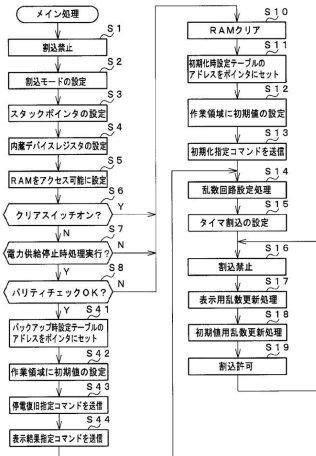 メイン処理
S1
割込禁止
S2
割込モードの設定
S3
スタックポインタの設定
S4
内蔵デバイスレジスタの設定
S5
RAMをアクセス可能に設定
S6
クリアスイッチオン?
Y
N
S7
電力供給停止時処理実行?
N
Y
S8
パリティチェックOK?
N
Y
S41
バックアップ時設定テーブルの
アドレスをポインタにセット
S42
作業領域に初期値の設定
S43
停電復旧指定コマンドを送信
S44
表示結果指定コマンドを送信
S10
RAMクリア
S11
初期化時設定テーブルの
アドレスをポインタにセット
S12
作業領域に初期値の設定
S13
初期化指定コマンドを送信
S14
乱数回路設定処理
S15
タイマ割込の設定
S16
割込禁止
S17
表示用乱数更新処理
S18
初期値用乱数更新処理
S19
割込許可